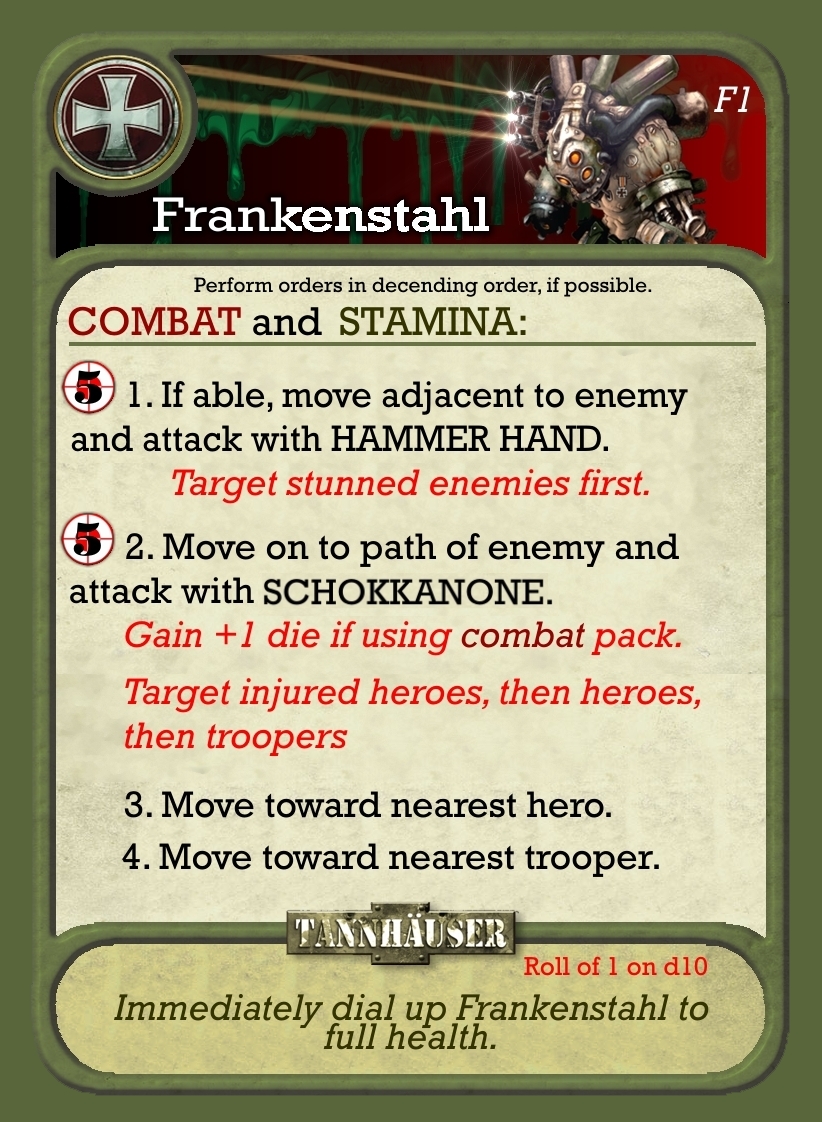 F1
Frankenstahl
Perform orders in decending order, if possible.
COMBAT and STAMINA:
5 1. If able, move adjacent to enemy
and attack with HAMMER HAND.
Target stunned enemies first.
5 2. Move on to path of enemy and
attack with SCHOKKANONE.
Gain +1 die if using combat pack.
Target injured heroes, then heroes,
then troopers
3. Move toward nearest hero.
4. Move toward nearest trooper.
TANNHÄUSER
Roll of 1 on d10
Immediately dial up Frankenstahl to
full health.